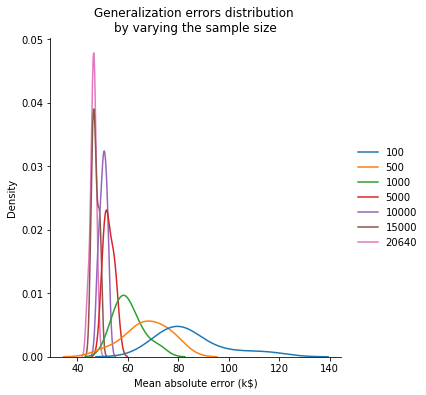 Generalization errors distribution
by varying the sample size
0.05
0.04
0.03
0.02
0.01
0.00
Density
40 60 80 100 120 140
Mean absolute error (k$)
100
500
1000
5000
10000
15000
20640